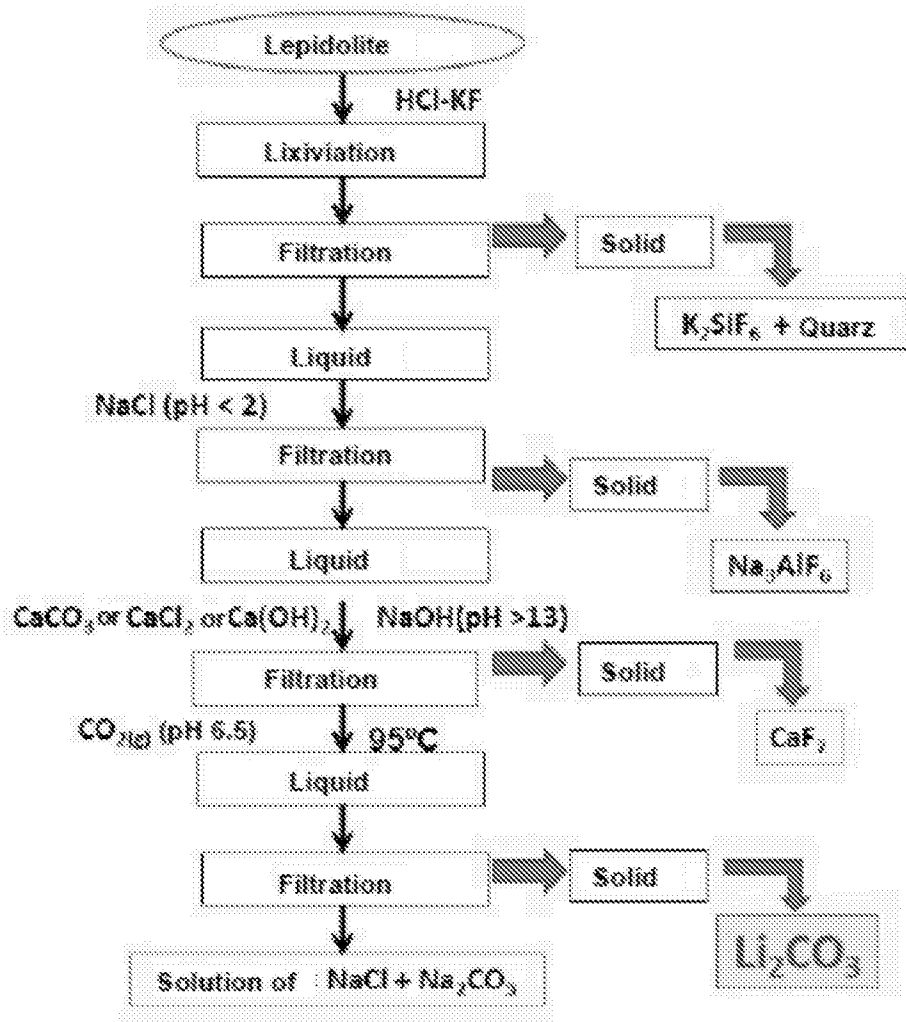 Lepidolite
HCl-KF
Lixiviation
Filtration
Solid
K₂SiF₆ + Quarz
Liquid
NaCl (pH < 2)
Filtration
Solid
Liquid
Na₃AlF₆
CaCO₃ or CaCl₂ or Ca(OH)₂
NaOH(pH >13)
Filtration
Solid
CO₂(g) (pH 6.5)
95ºC
CaF₂
Liquid
Filtration
Solid
Li₂CO₃
Solution of : NaCl + Na₂CO₃